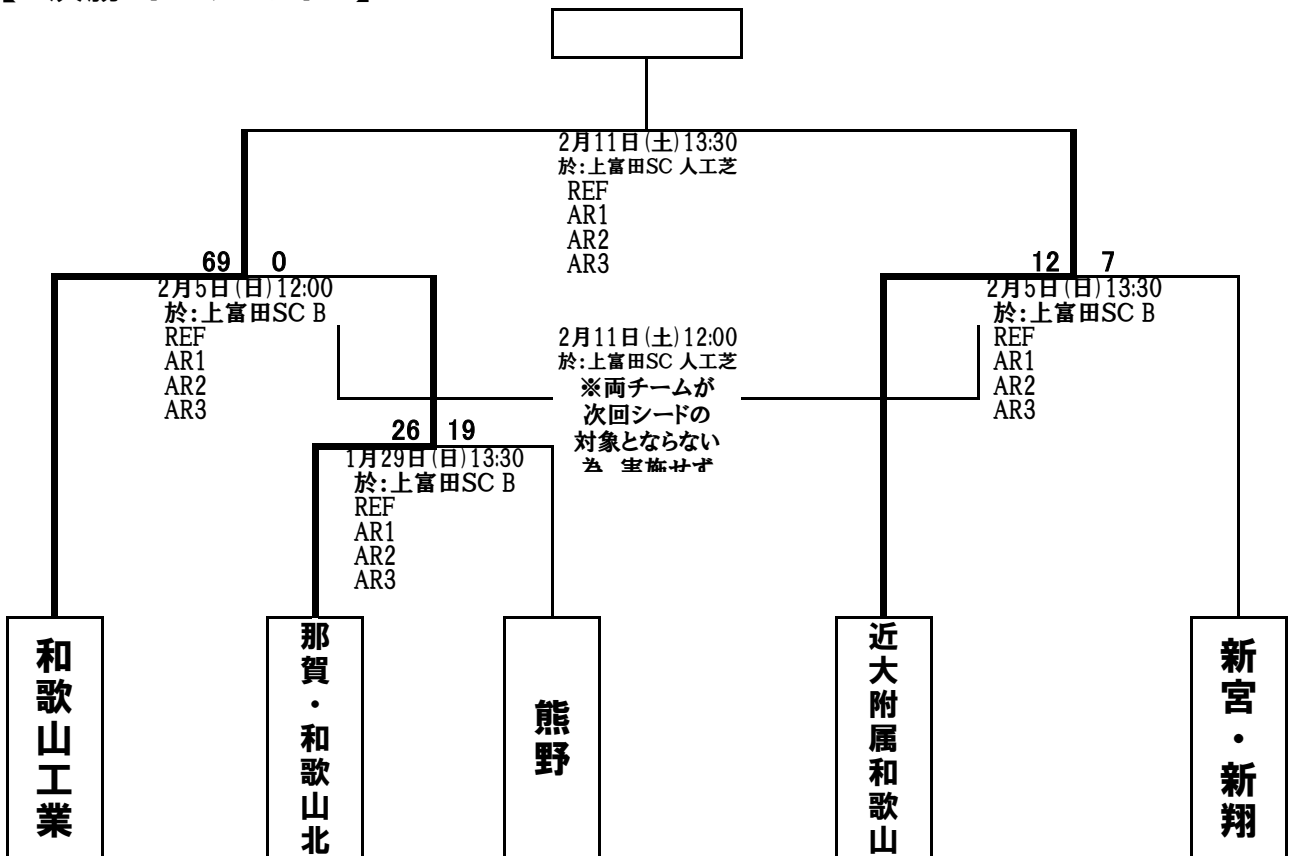 2月11日(土)13:30
於:上富田SC 人工芝
REF
AR1
AR2
AR3
69 0
2月5日(日)12:00
於:上富田SC B
REF
AR1
AR2
AR3
12 7
2月5日(日)13:30
於:上富田SC B
REF
AR1
AR2
AR3
2月11日(土)12:00
於:上富田SC 人工芝
※両チームが
次回シードの
対象とならない
為 実施せず
26 19
1月29日(日)13:30
於:上富田SC B
REF
AR1
AR2
AR3
和歌山工業
那賀・和歌山北
熊野
近大附属和歌山
新宮・新翔